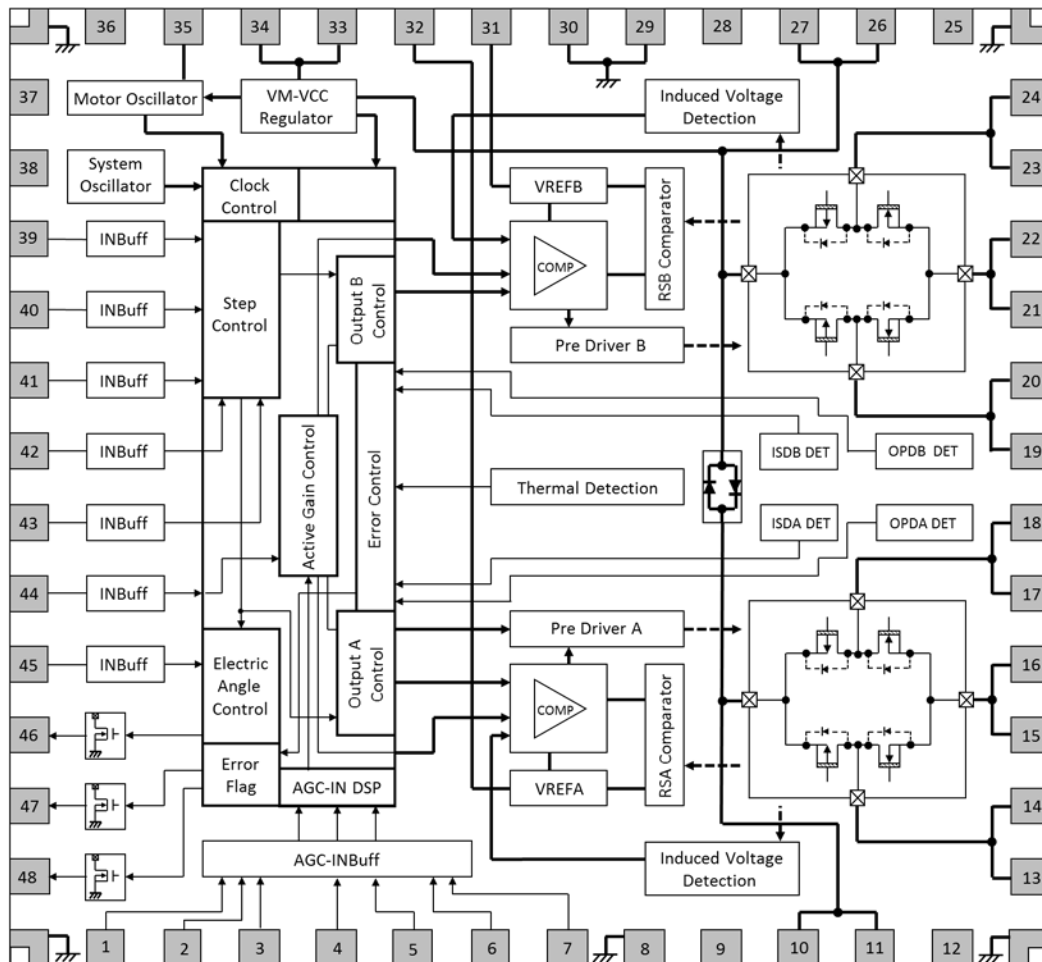 36
35
34
33
32
31
30
29
28
27
26
25
37
Motor Oscillator
VM-VCC
Regulator
Induced Voltage
Detection
24
38
System
Oscillator
Clock
Control
VREFB
23
39
INBuff
COMP
RSB Comparator
22
40
INBuff
Step
Control
Output B
Control
Pre Driver B
21
41
INBuff
20
42
INBuff
ISDB DET
OPDB DET
19
Active Gain Control
Error Control
Thermal Detection
43
INBuff
ISDA DET
OPDA DET
18
44
INBuff
17
Pre Driver A
45
INBuff
Electric
Angle
Control
Output A
Control
COMP
RSA Comparator
16
46
15
Error
Flag
AGC-IN DSP
VREFA
47
14
AGC-INBuff
Induced Voltage
Detection
48
13
1
2
3
4
5
6
7
8
9
10
11
12